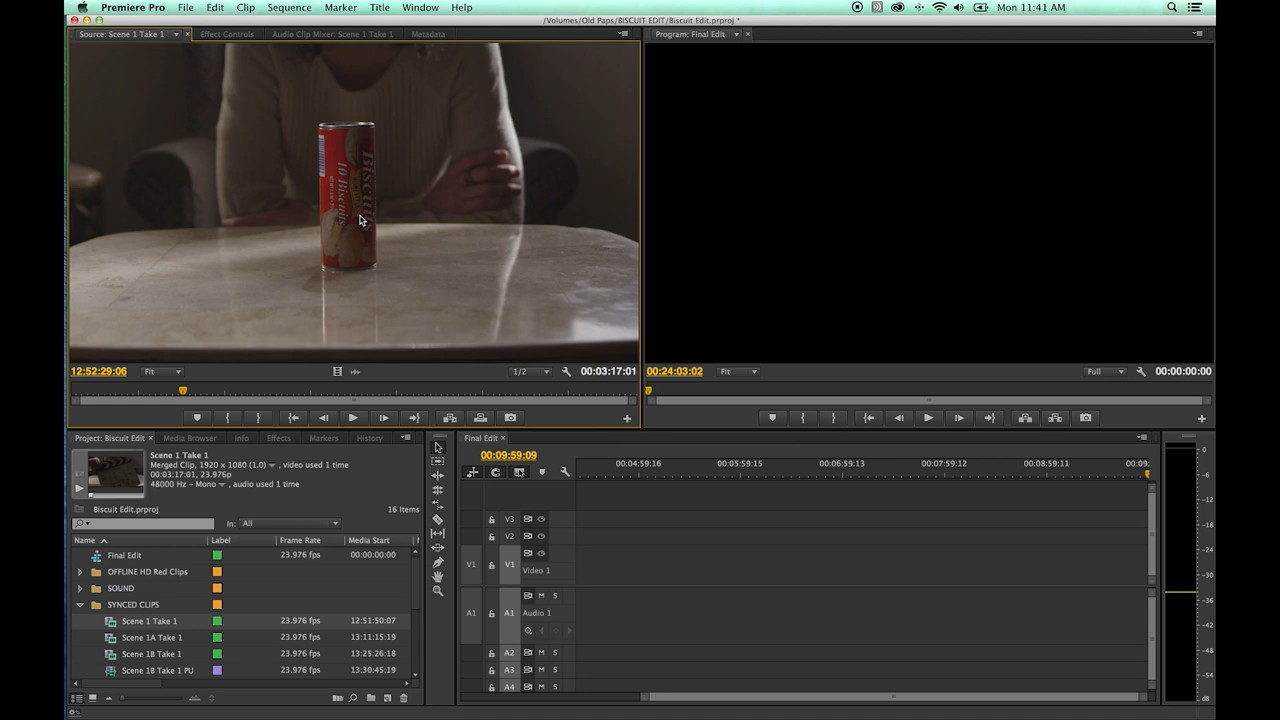 Premiere Pro File Edit Clip Sequence Marker Title Window Help Mon 11:41 AM
/Volumes/Old Paps/BISCUIT EDIT/Biscuit Edit.prproj *
Source: Scene 1 Take 1 Effect Controls Audio Clip Mixer: Scene 1 Take 1 Metadata Program: Final Edit
Biscuits
10 Biscuits
12:52:29:06 Fit 1/2 00:03:17:01 00:24:03:02 Fit Full 00:00:00:00
Project: Biscuit Edit Media Browser Info Effects Markers History Final Edit
Scene 1 Take 1
Merged Clip, 1920 x 1080 (1.0) , video used 1 time
00:03:17:01, 23.976p
48000 Hz - Mono , audio used 1 time
Biscuit Edit.prproj 16 Items
In: All
Name Label Frame Rate Media Start
Final Edit 23.976 fps 00:00:00:00
OFFLINE HD Red Clips
SOUND
SYNCED CLIPS
Scene 1 Take 1 23.976 fps 12:51:50:07
Scene 1A Take 1 23.976 fps 13:11:15:19
Scene 1B Take 1 23.976 fps 13:25:26:18
Scene 1B Take 1 PU 23.976 fps 13:30:45:19
00:09:59:09
00:04:59:16 00:05:59:15 00:06:59:13 00:07:59:12 00:08:59:11 00:09:
V3
V2
V1 V1
Video 1
A1 A1 M S
Audio 1
A2 M S
A3 M S
A4 M S
0
-6
-12
-18
-24
-30
-36
-42
-48
-54
dB